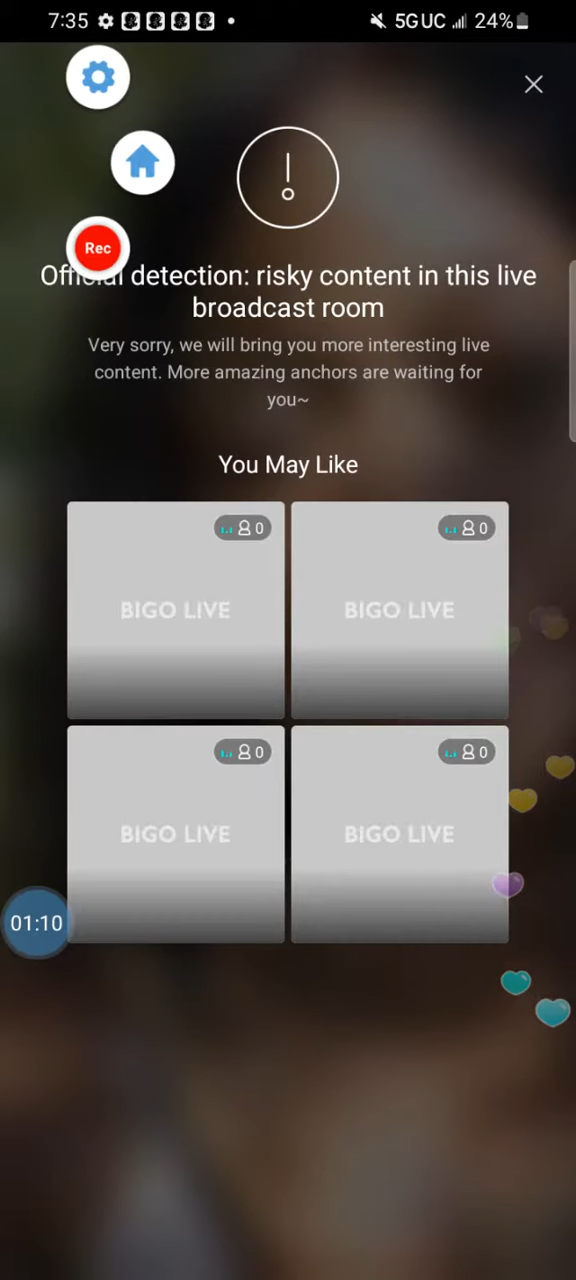 7:35
5GUC
24%
Rec
Official detection: risky content in this live
broadcast room
Very sorry, we will bring you more interesting live
content. More amazing anchors are waiting for
you~
You May Like
0
0
BIGO LIVE
BIGO LIVE
0
0
BIGO LIVE
BIGO LIVE
01:10